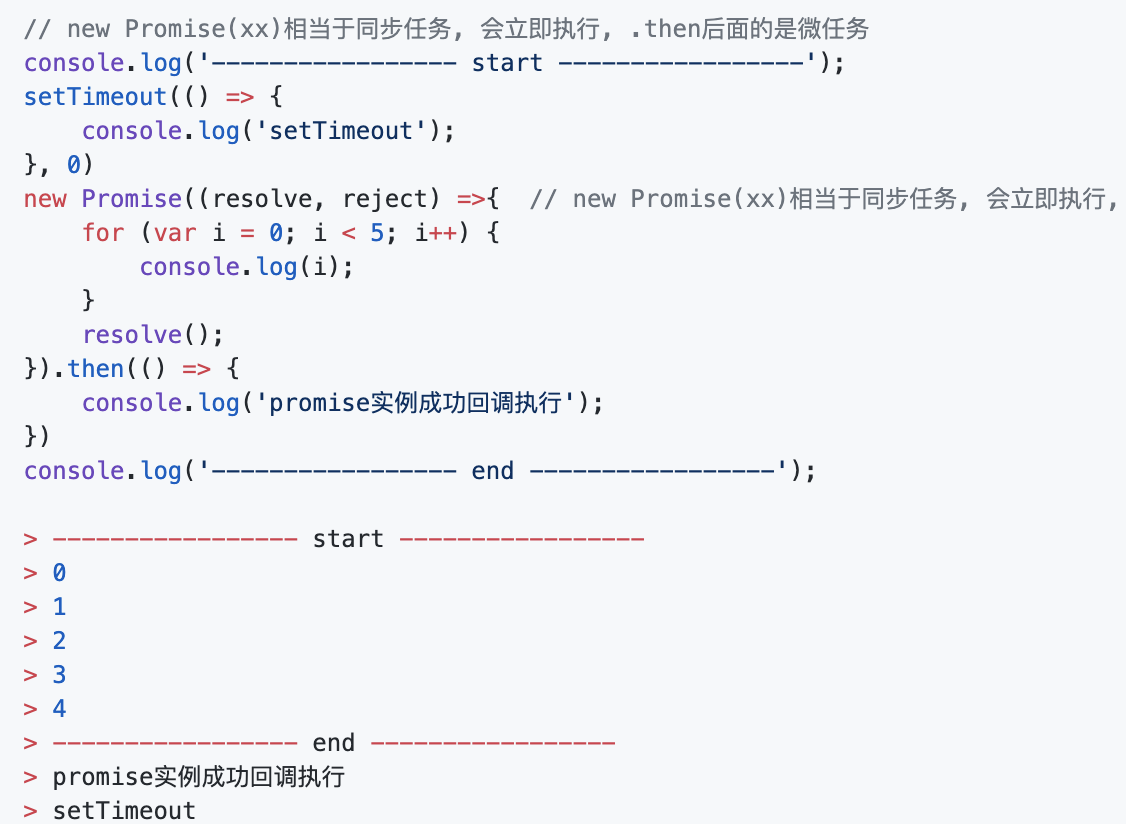 // new Promise(xx)相当于同步任务, 会立即执行, .then后面的是微任务
console.log('----------------- start -----------------');
setTimeout(() => {
    console.log('setTimeout');
}, 0)
new Promise((resolve, reject) =>{  // new Promise(xx)相当于同步任务, 会立即执行,
    for (var i = 0; i < 5; i++) {
        console.log(i);
    }
    resolve();
}).then(() => {
    console.log('promise实例成功回调执行');
})
console.log('----------------- end -----------------');

> ----------------- start -----------------
> 0
> 1
> 2
> 3
> 4
> ----------------- end -----------------
> promise实例成功回调执行
> setTimeout